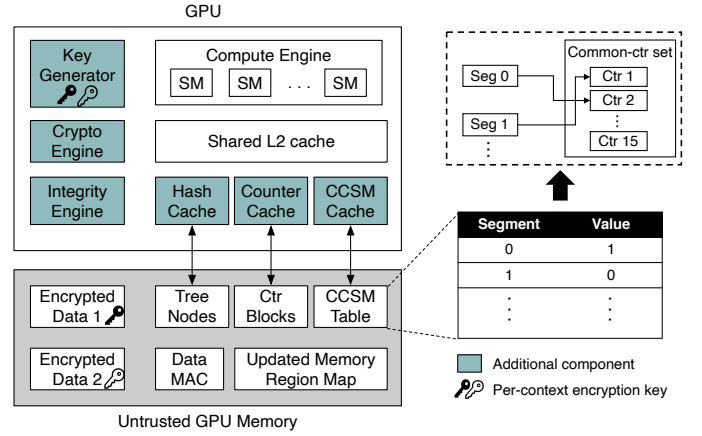 GPU
Key
Generator
Compute Engine
SM SM . . . SM
Crypto
Engine
Shared L2 cache
Integrity
Engine
Hash
Cache
Counter
Cache
CCSM
Cache
Encrypted
Data 1
Tree
Nodes
Ctr
Blocks
CCSM
Table
Encrypted
Data 2
Data
MAC
Updated Memory
Region Map
Untrusted GPU Memory
Common-ctr set
Seg 0
Seg 1
⋮
Ctr 1
Ctr 2
⋮
Ctr 15
Segment Value
0 1
1 0
⋮ ⋮
Additional component
Per-context encryption key